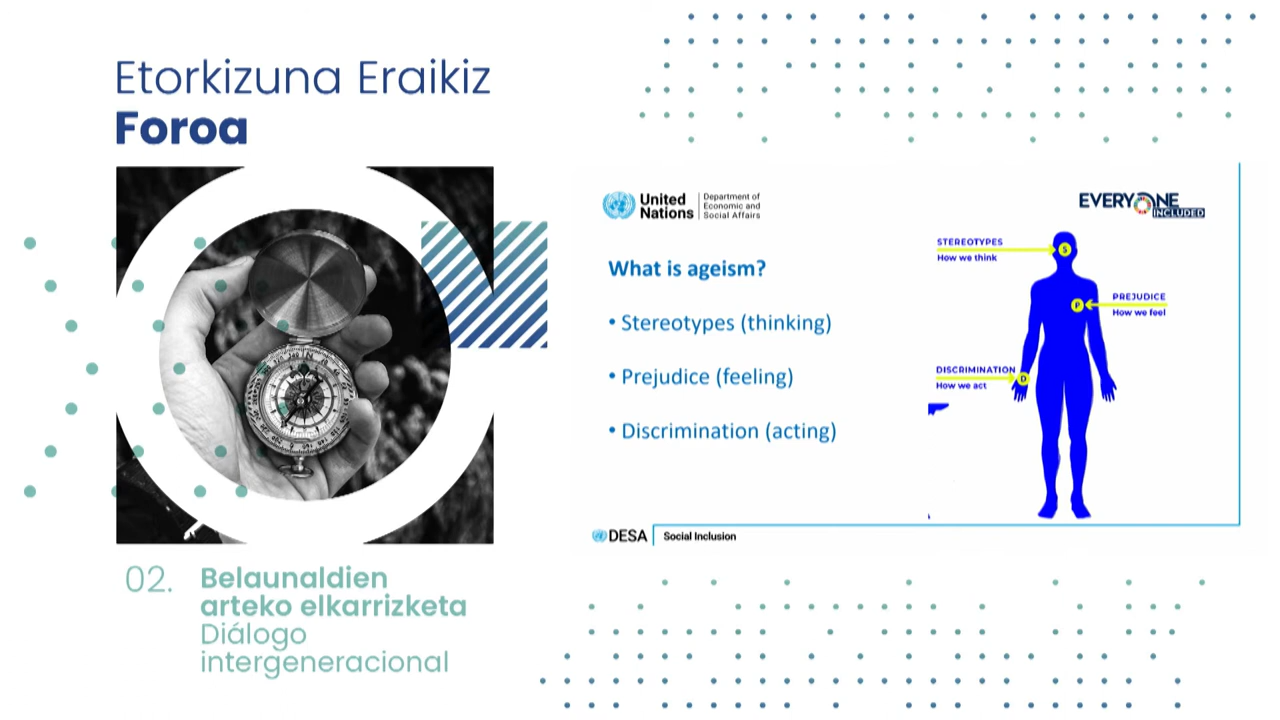 Etorkizuna Eraikiz
Foroa
02.
Belaunaldien
arteko elkarrizketa
Diálogo
intergeneracional
United
Nations
Department of
Economic and
Social Affairs
EVERYONE
INCLUDED
What is ageism?
• Stereotypes (thinking)
• Prejudice (feeling)
• Discrimination (acting)
STEREOTYPES
How we think
S
PREJUDICE
How we feel
P
DISCRIMINATION
How we act
D
DESA
Social Inclusion